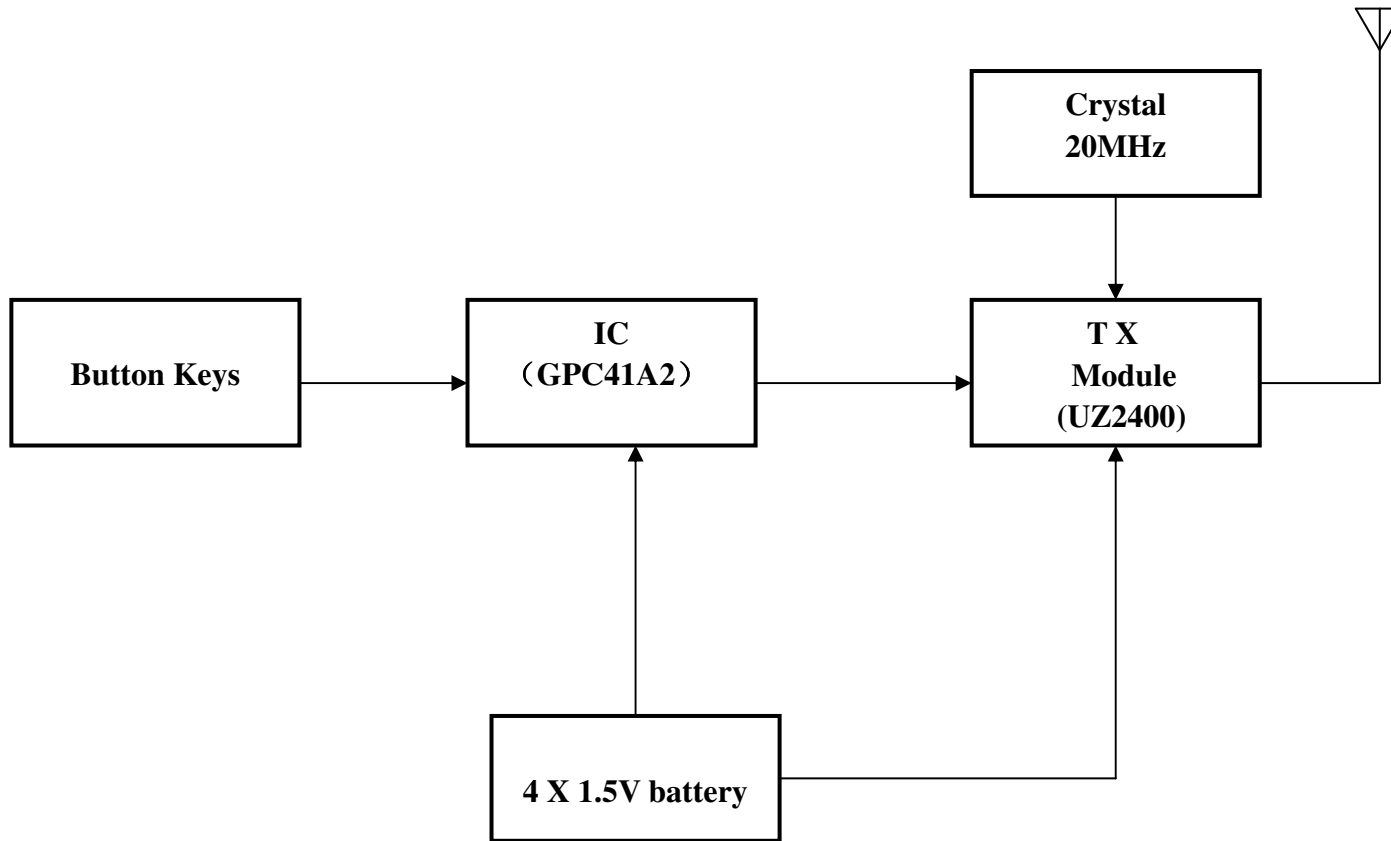 Crystal
20MHz
Button Keys
IC
（GPC41A2）
T X
Module
(UZ2400)
4 X 1.5V battery